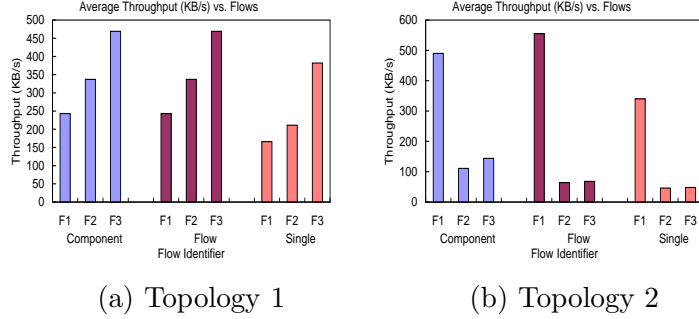 Average Throughput (KB/s) vs. Flows
500
450
400
350
300
250
200
150
100
50
0
Throughput (KB/s)
F1 F2 F3 F1 F2 F3 F1 F2 F3
Component Flow Single
Flow Identifier
(a) Topology 1
Average Throughput (KB/s) vs. Flows
600
500
400
300
200
100
0
Throughput (KB/s)
F1 F2 F3 F1 F2 F3 F1 F2 F3
Component Flow Single
Flow Identifier
(b) Topology 2